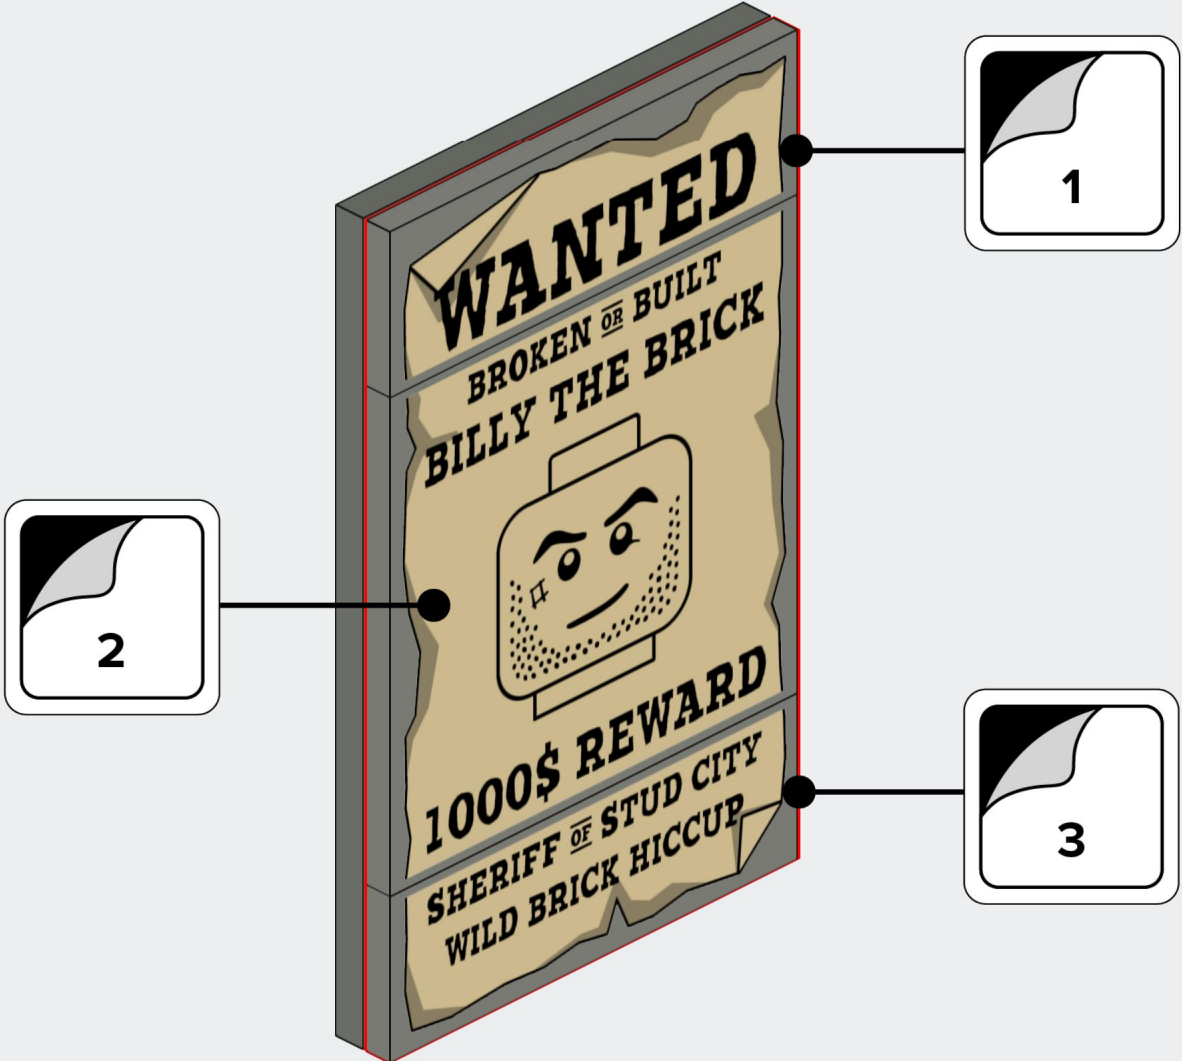 WANTED
BROKEN OR BUILT
BILLY THE BRICK
1000$ REWARD
SHERIFF OF STUD CITY
WILD BRICK HICCUP
1
2
3